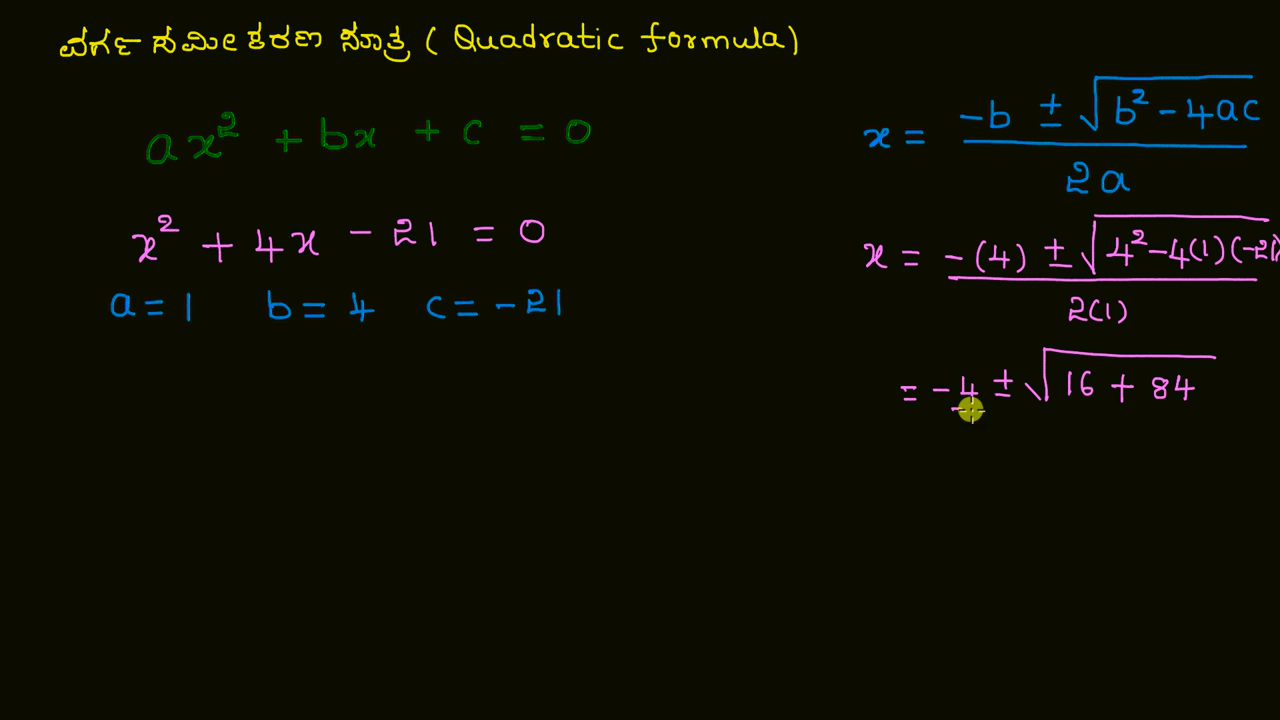 ವರ್ಗ ಸಮೀಕರಣ ಸೂತ್ರ ( Quadratic formula)
ax² + bx + c = 0
x² + 4x - 21 = 0
a = 1 b = 4 c = -21
x = (-b ± √(b² - 4ac)) / 2a
x = (-(4) ± √(4² - 4(1)(-21))) / 2(1)
= -4 ± √(16 + 84)